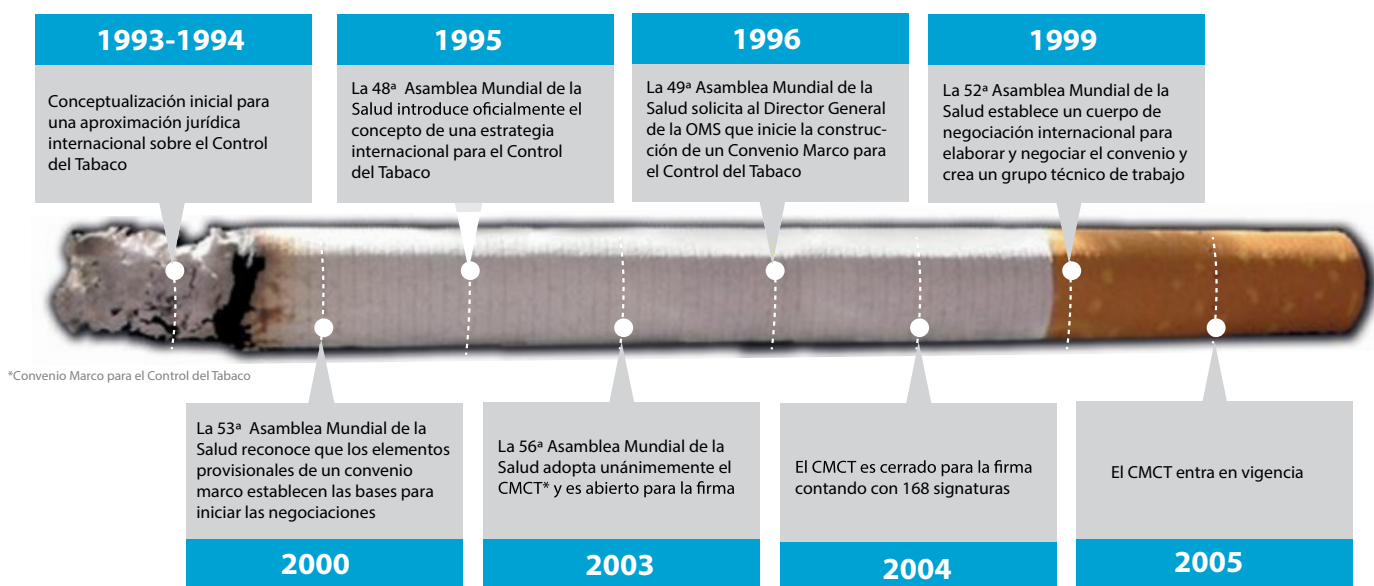 1993-1994
Conceptualización inicial para
una aproximación jurídica
internacional sobre el Control
del Tabaco
1995
La 48ª Asamblea Mundial de la
Salud introduce oficialmente el
concepto de una estrategia
internacional para el Control
del Tabaco
1996
La 49ª Asamblea Mundial de la
Salud solicita al Director General
de la OMS que inicie la construc-
ción de un Convenio Marco para
el Control del Tabaco
1999
La 52ª Asamblea Mundial de la
Salud establece un cuerpo de
negociación internacional para
elaborar y negociar el convenio y
crea un grupo técnico de trabajo
*Convenio Marco para el Control del Tabaco
La 53ª Asamblea Mundial de la
Salud reconoce que los elementos
provisionales de un convenio
marco establecen las bases para
iniciar las negociaciones
2000
La 56ª Asamblea Mundial de la
Salud adopta unánimemente el
CMCT* y es abierto para la firma
2003
El CMCT es cerrado para la firma
contando con 168 signaturas
2004
El CMCT entra en vigencia
2005